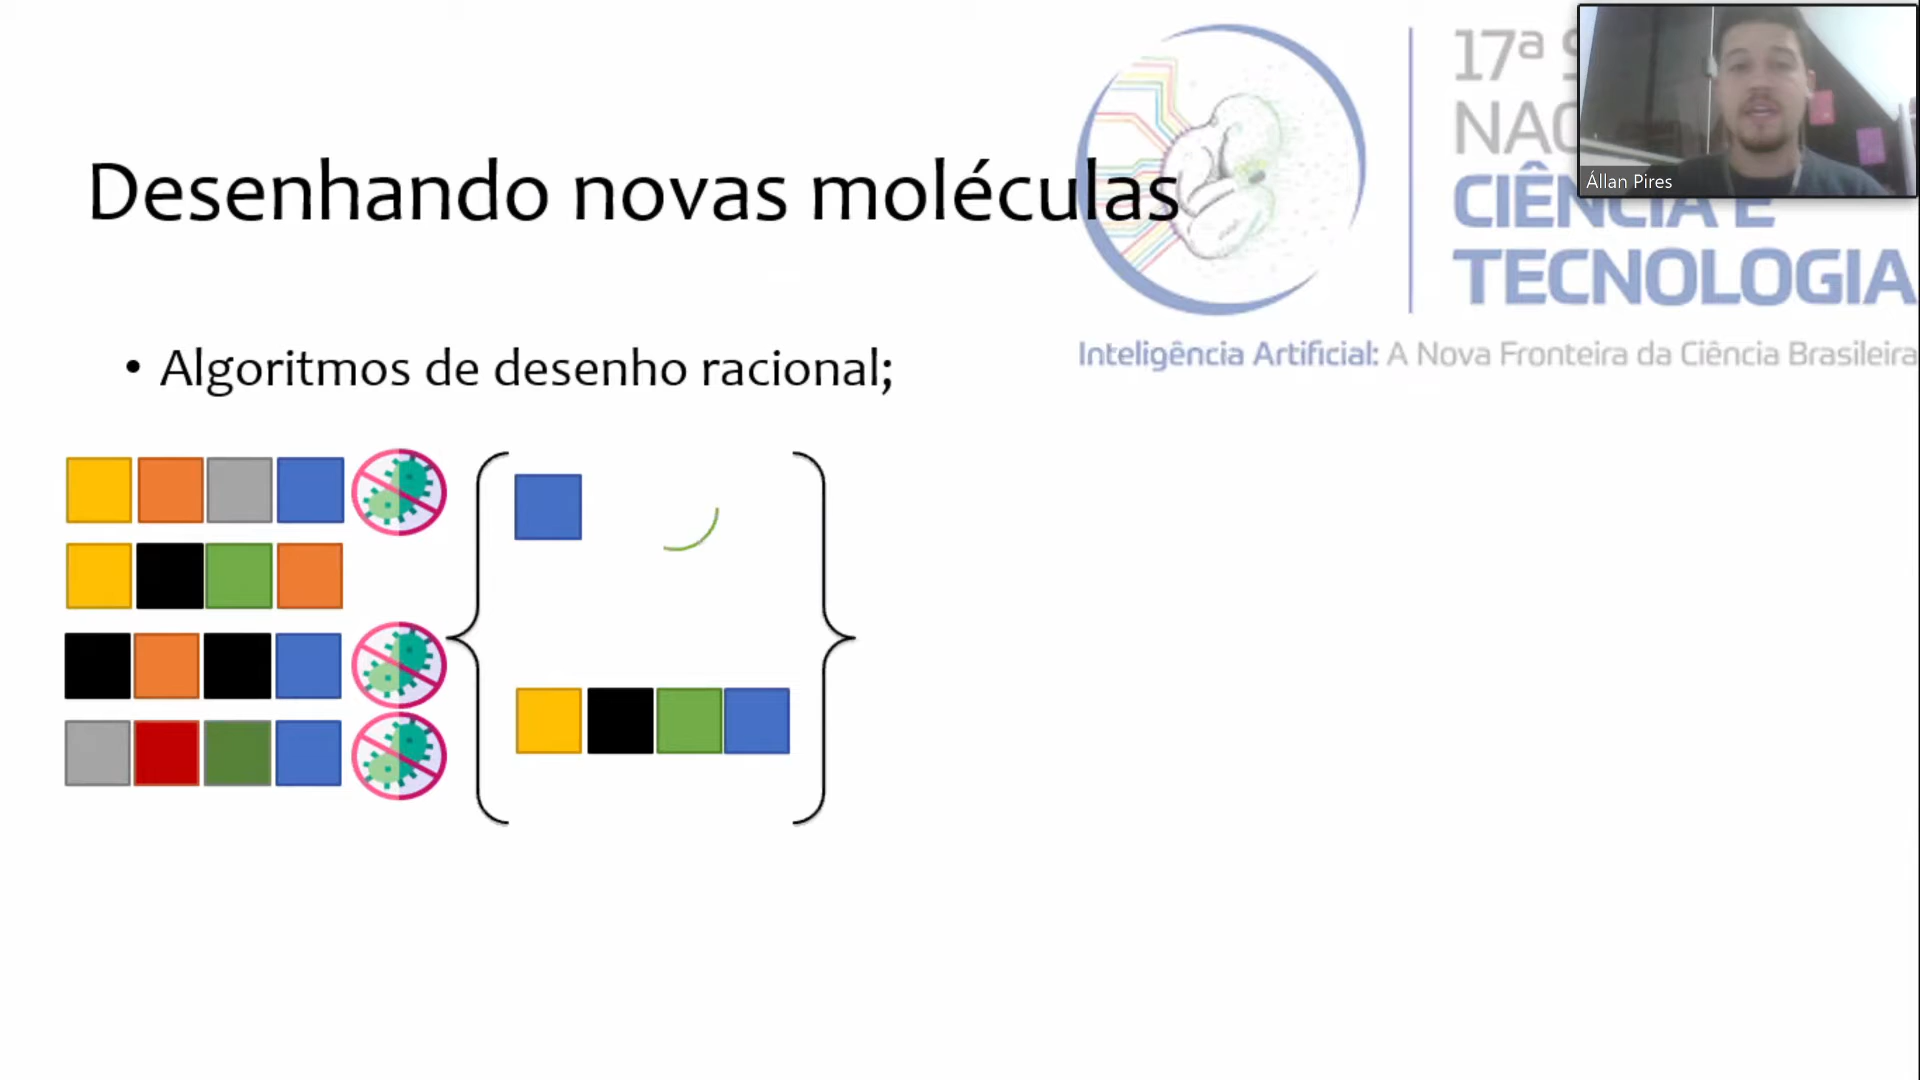 17ª
NAC
CIÊNCIA E
TECNOLOGIA
Inteligência Artificial: A Nova Fronteira da Ciência Brasileira
Állan Pires
Desenhando novas moléculas
• Algoritmos de desenho racional;